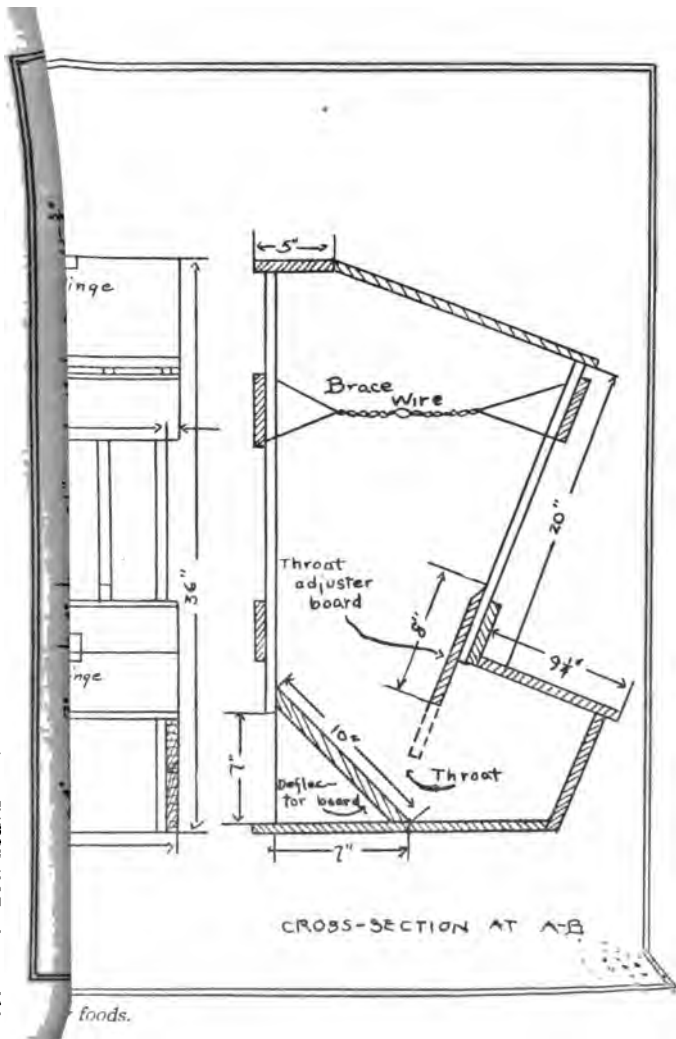 5"
inge
Brace
Wire
20"
36"
Throat
adjuster
board
8"
9¼"
inge
7"
10"
Deflec-
tor board
Throat
7"
CROSS-SECTION AT A-B
foods.